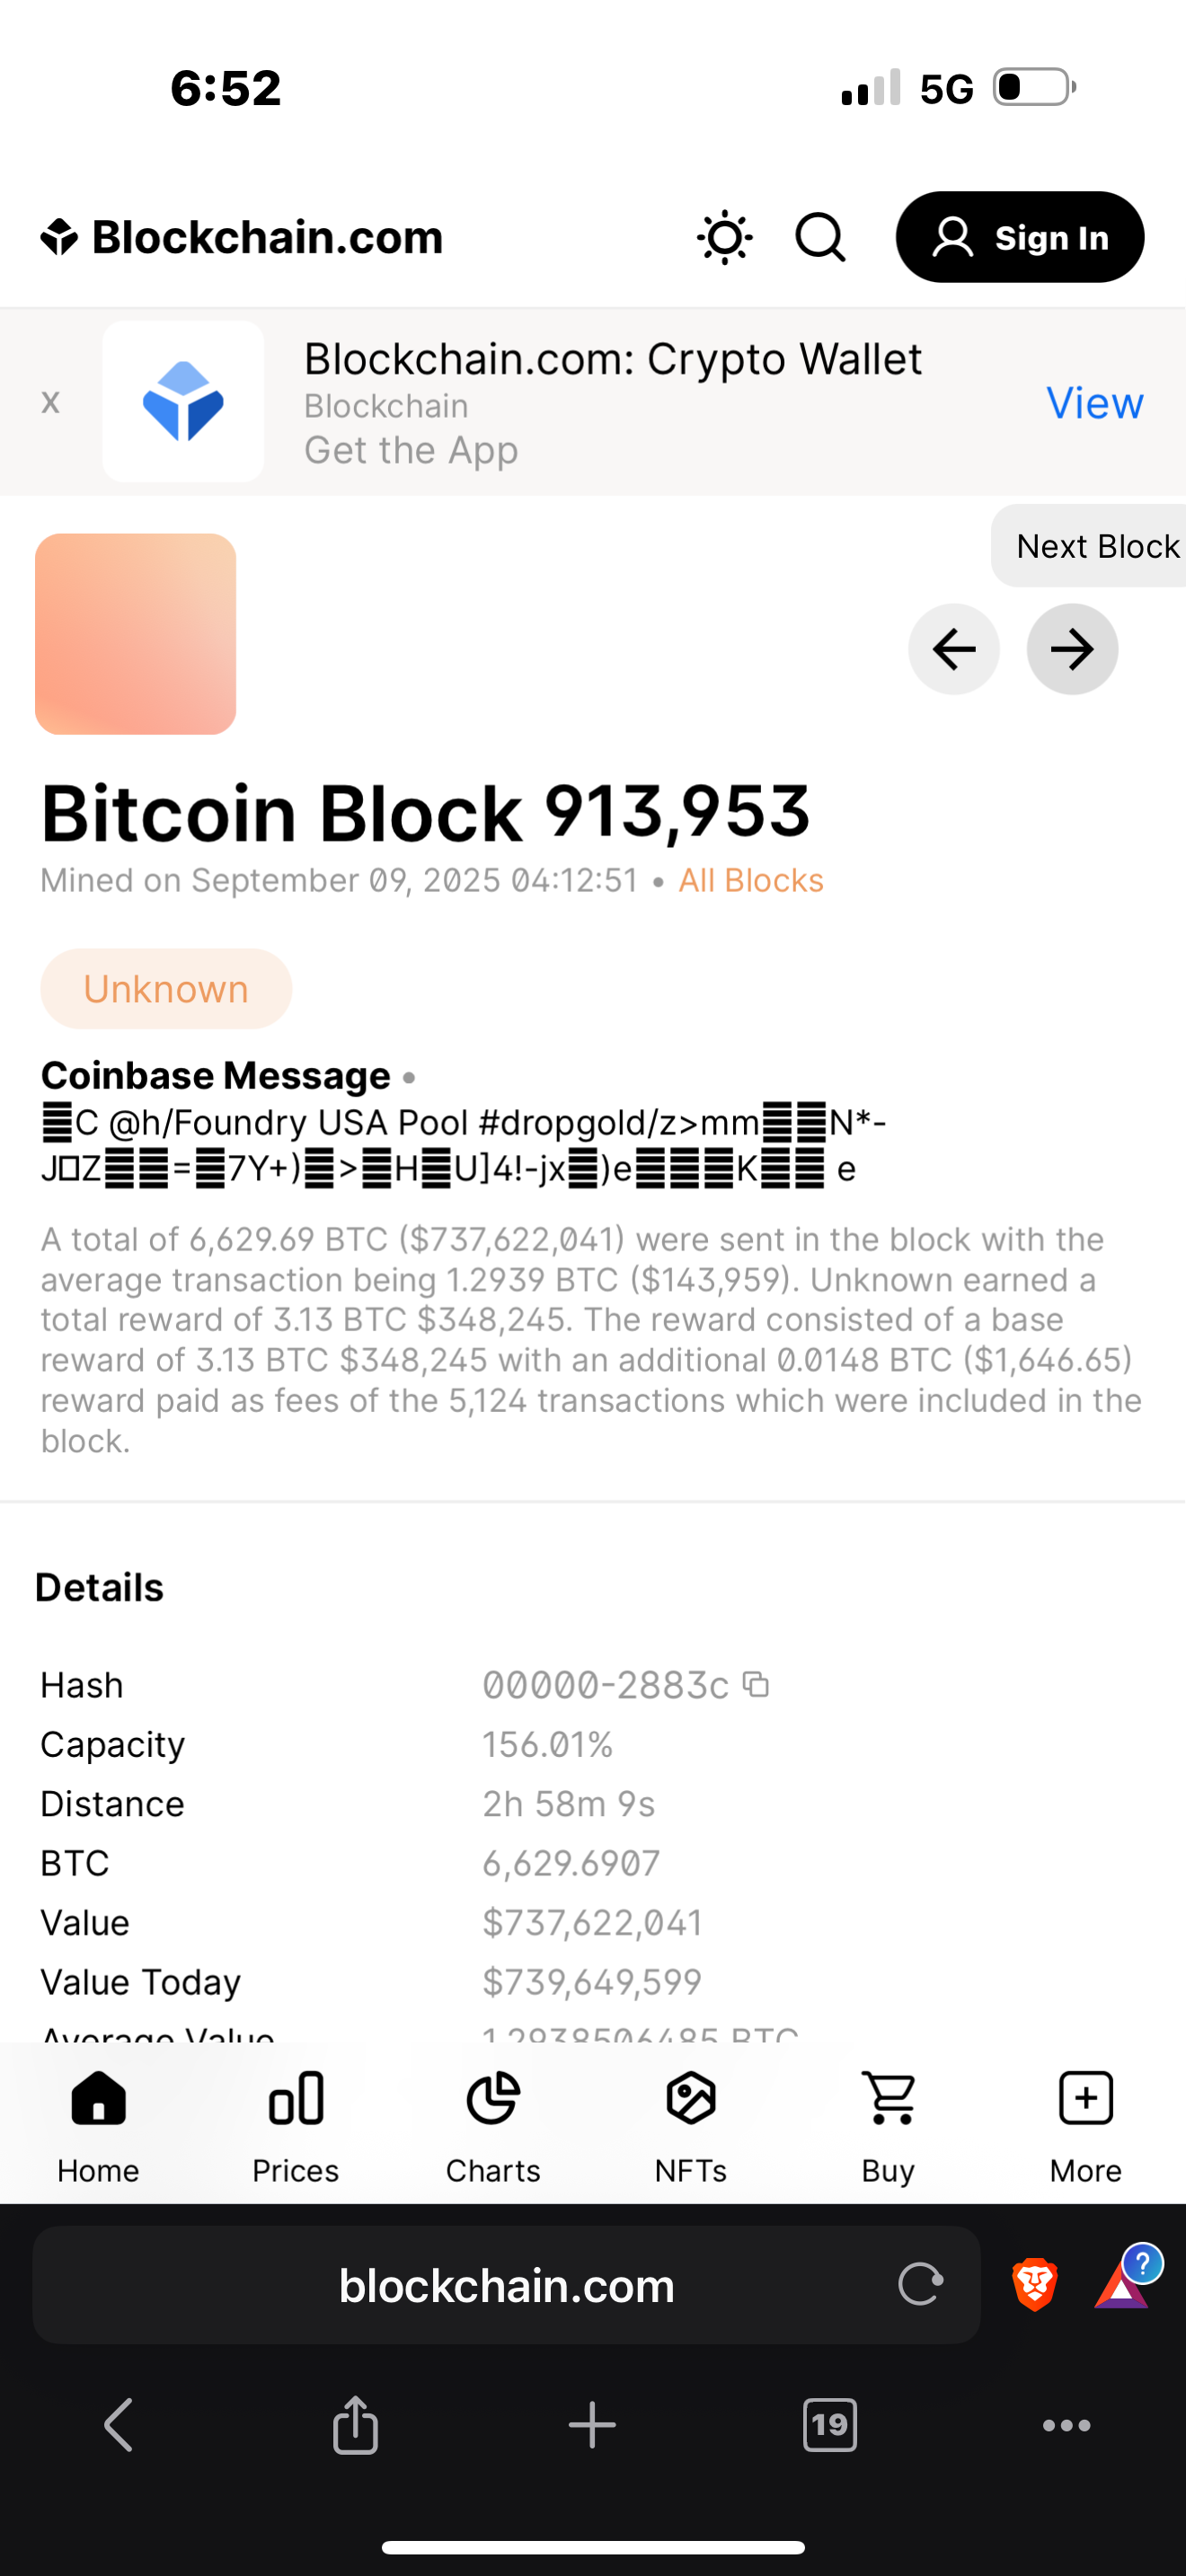 6:52
5G
Blockchain.com
Sign In
x
Blockchain.com: Crypto Wallet
Blockchain
Get the App
View
Next Block
Bitcoin Block 913,953
Mined on September 09, 2025 04:12:51 • All Blocks
Unknown
Coinbase Message •
C @h/Foundry USA Pool #dropgold/z>mm N*-
J Z = 7Y+) > H U]4!-jx )e K e
A total of 6,629.69 BTC ($737,622,041) were sent in the block with the
average transaction being 1.2939 BTC ($143,959). Unknown earned a
total reward of 3.13 BTC $348,245. The reward consisted of a base
reward of 3.13 BTC $348,245 with an additional 0.0148 BTC ($1,646.65)
reward paid as fees of the 5,124 transactions which were included in the
block.
Details
Hash 00000-2883c
Capacity 156.01%
Distance 2h 58m 9s
BTC 6,629.6907
Value $737,622,041
Value Today $739,649,599
Average Value 1.2938506485 BTC
Home Prices Charts NFTs Buy More
blockchain.com
?
19